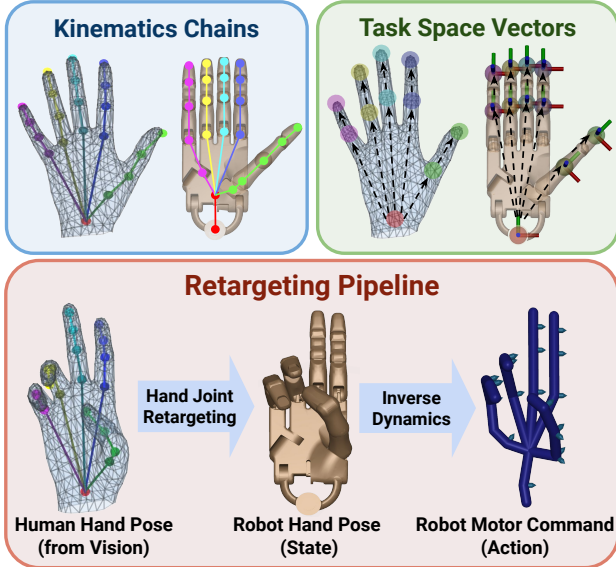 Kinematics Chains
Task Space Vectors
Retargeting Pipeline
Hand Joint
Retargeting
Inverse
Dynamics
Human Hand Pose
(from Vision)
Robot Hand Pose
(State)
Robot Motor Command
(Action)